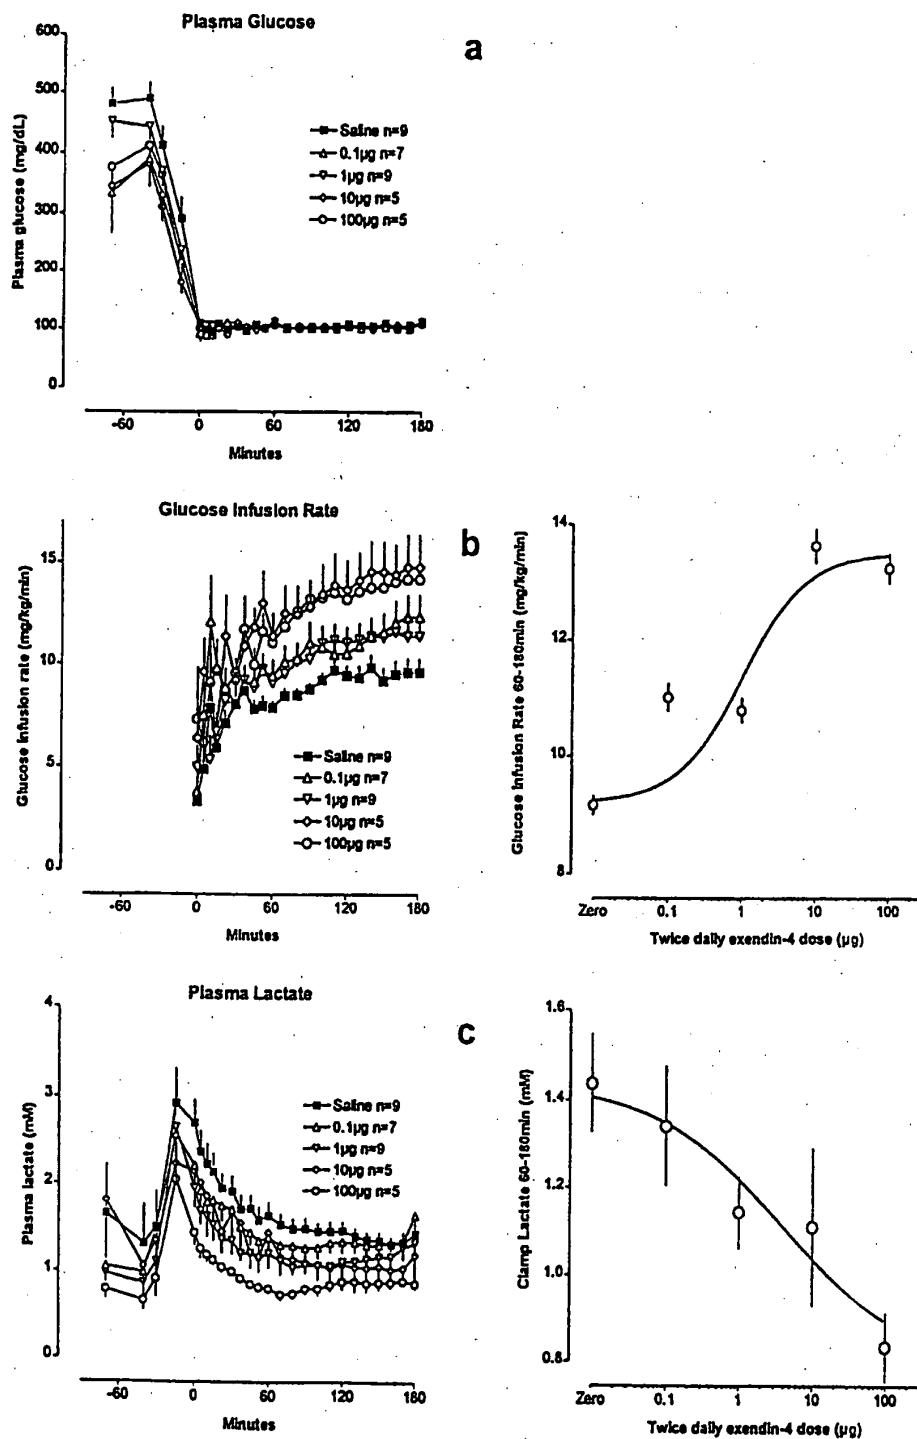 Plasma Glucose
a
600
500
400
300
200
100
0
Plasma glucose (mg/dL)
Saline n=9
0.1µg n=7
1µg n=9
10µg n=5
100µg n=5
-60 0 60 120 180
Minutes
Glucose Infusion Rate
b
15
10
5
0
Glucose Infusion rate (mg/kg/min)
Saline n=9
0.1µg n=7
1µg n=9
10µg n=5
100µg n=5
-60 0 60 120 180
Minutes
14
12
10
8
Glucose Infusion Rate 60-180min (mg/kg/min)
Zero 0.1 1 10 100
Twice daily exendin-4 dose (µg)
Plasma Lactate
c
4
3
2
1
0
Plasma lactate (mM)
Saline n=9
0.1µg n=7
1µg n=9
10µg n=5
100µg n=5
-60 0 60 120 180
Minutes
1.6
1.4
1.2
1.0
0.8
Clamp Lactate 60-180min (mM)
Zero 0.1 1 10 100
Twice daily exendin-4 dose (µg)